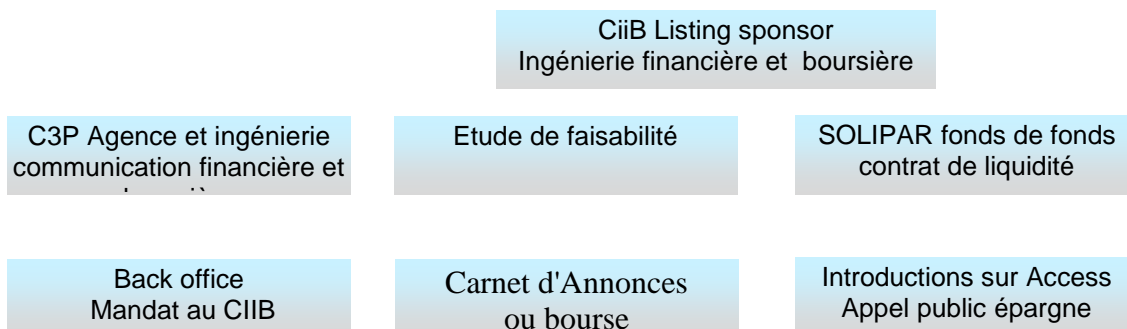 CiiB Listing sponsor
Ingénierie financière et boursière
C3P Agence et ingénierie
communication financière et
Etude de faisabilité
SOLIPAR fonds de fonds
contrat de liquidité
Back office
Mandat au CIIB
Carnet d'Annonces
ou bourse
Introductions sur Access
Appel public épargne